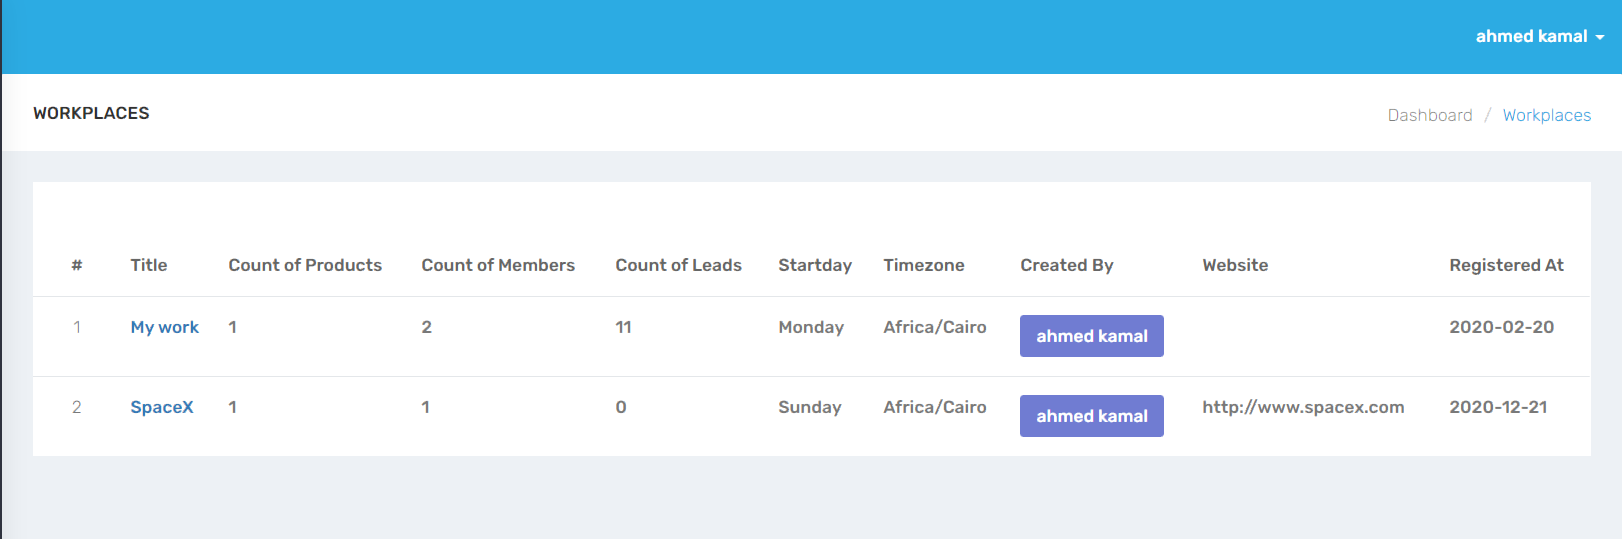 ahmed kamal
WORKPLACES
Dashboard / Workplaces
# Title Count of Products Count of Members Count of Leads Startday Timezone Created By Website Registered At
1 My work 1 2 11 Monday Africa/Cairo ahmed kamal 2020-02-20
2 SpaceX 1 1 0 Sunday Africa/Cairo ahmed kamal http://www.spacex.com 2020-12-21